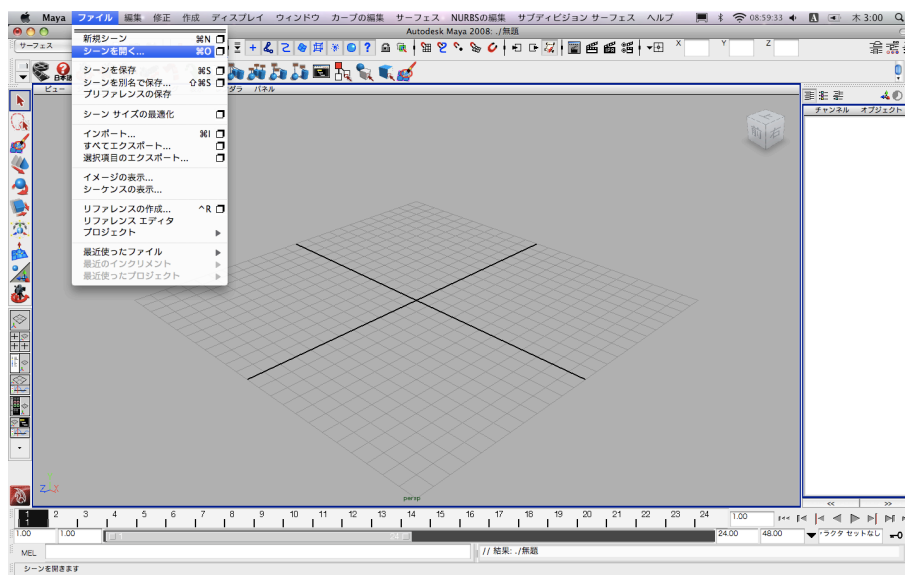 Maya ファイル 編集 修正 作成 ディスプレイ ウィンドウ カーブの編集 サーフェス NURBSの編集 サブディビジョン サーフェス ヘルプ 08:59:33 木 3:00
Autodesk Maya 2008: ./無題
サーフェス
X Y Z
新規シーン ⌘N
シーンを開く... ⌘O
シーンを保存 ⌘S
シーンを別名で保存... ⇧⌘S
プリファレンスの保存
シーン サイズの最適化
インポート... ⌘I
すべてエクスポート...
選択項目のエクスポート...
イメージの表示...
シーケンスの表示...
リファレンスの作成... ^R
リファレンス エディタ
プロジェクト
最近使ったファイル
最近のインクリメント
最近使ったプロジェクト
ビュー
パネル
チャンネル オブジェクト
前 右
Z X
persp
<< >>
1 2 3 4 5 6 7 8 9 10 11 12 13 14 15 16 17 18 19 20 21 22 23 24 1.00
1
1.00 1.00 1 24 24.00 48.00 ラクタ セットなし
MEL // 結果: ./無題
シーンを開きます